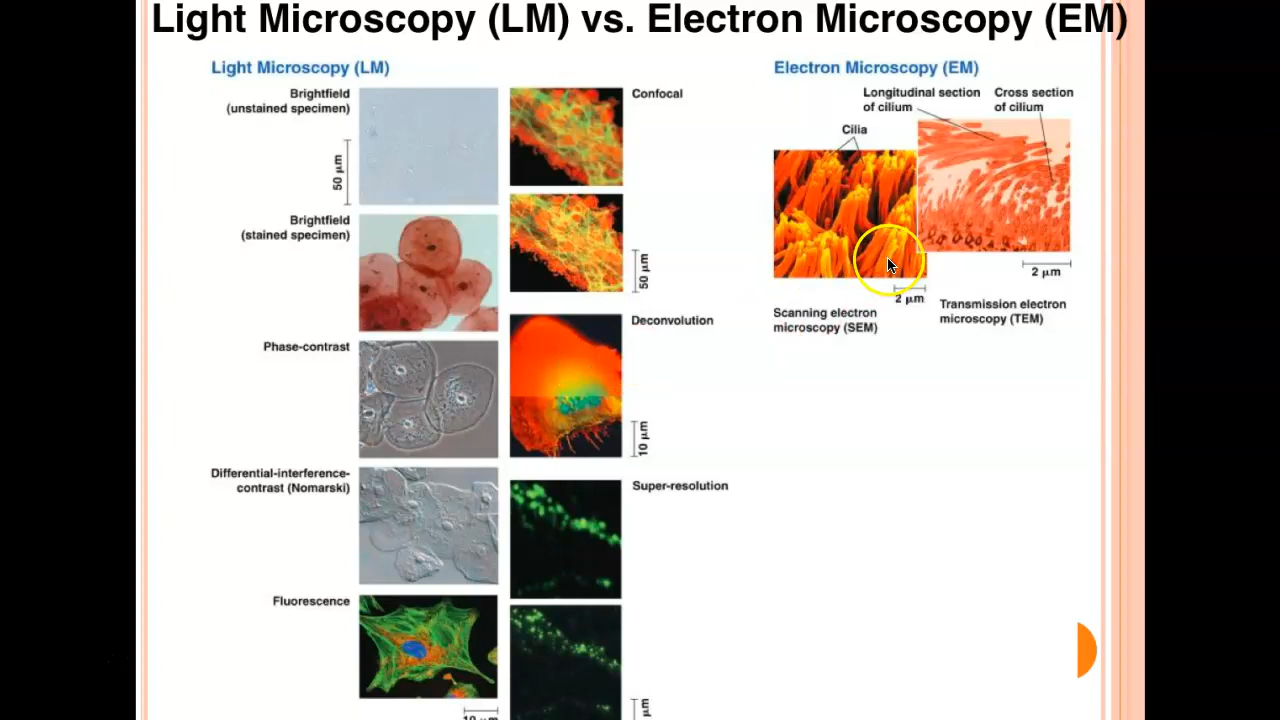 Light Microscopy (LM) vs. Electron Microscopy (EM)
Light Microscopy (LM)
Brightfield
(unstained specimen)
50 µm
Brightfield
(stained specimen)
Phase-contrast
Differential-interference-
contrast (Nomarski)
Fluorescence
10 µm
Confocal
50 µm
Deconvolution
10 µm
Super-resolution
µm
Electron Microscopy (EM)
Longitudinal section
of cilium
Cross section
of cilium
Cilia
2 µm
2 µm
Scanning electron
microscopy (SEM)
Transmission electron
microscopy (TEM)